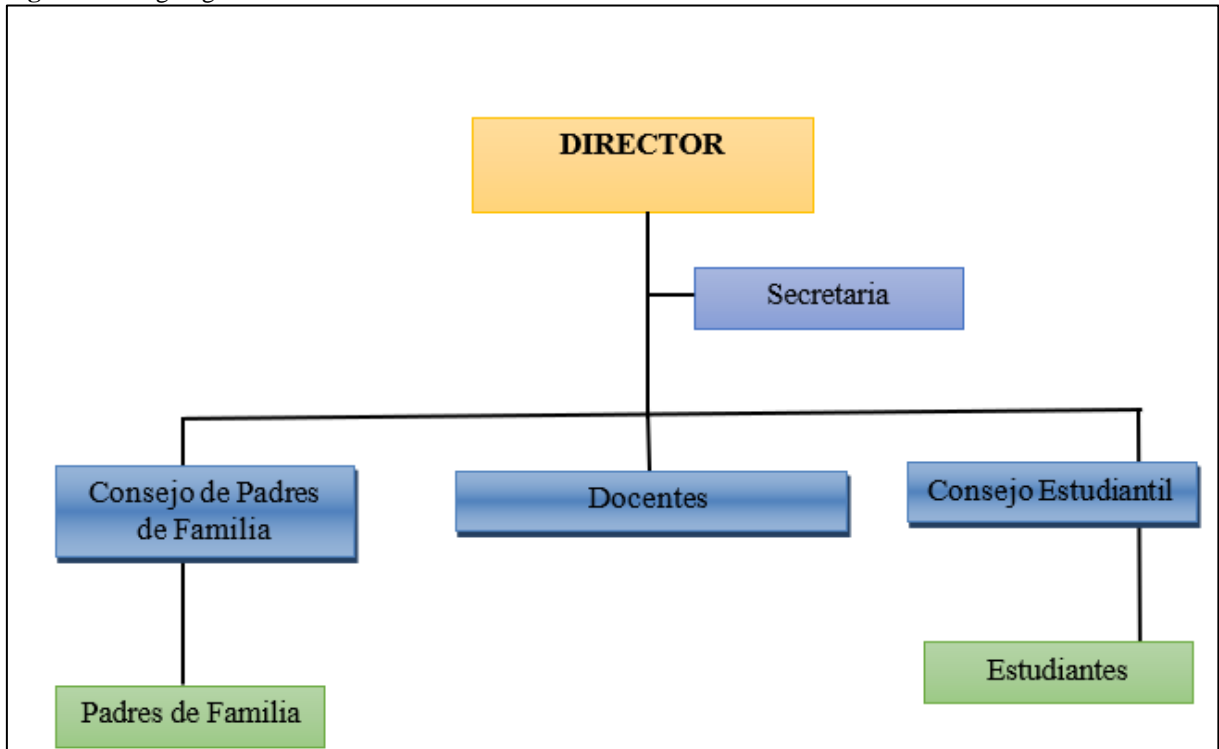 DIRECTOR
Secretaria
Consejo de Padres
de Familia
Docentes
Consejo Estudiantil
Estudiantes
Padres de Familia